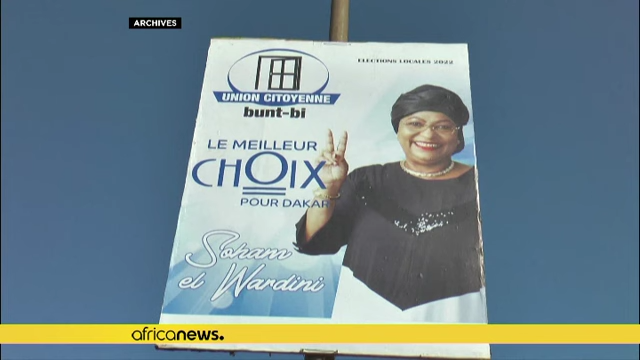 ARCHIVES
ELECTIONS LOCALES 2022
UNION CITOYENNE
bunt-bi
LE MEILLEUR
CHOIX
POUR DAKAR
Soham
el Wardini
africanews.